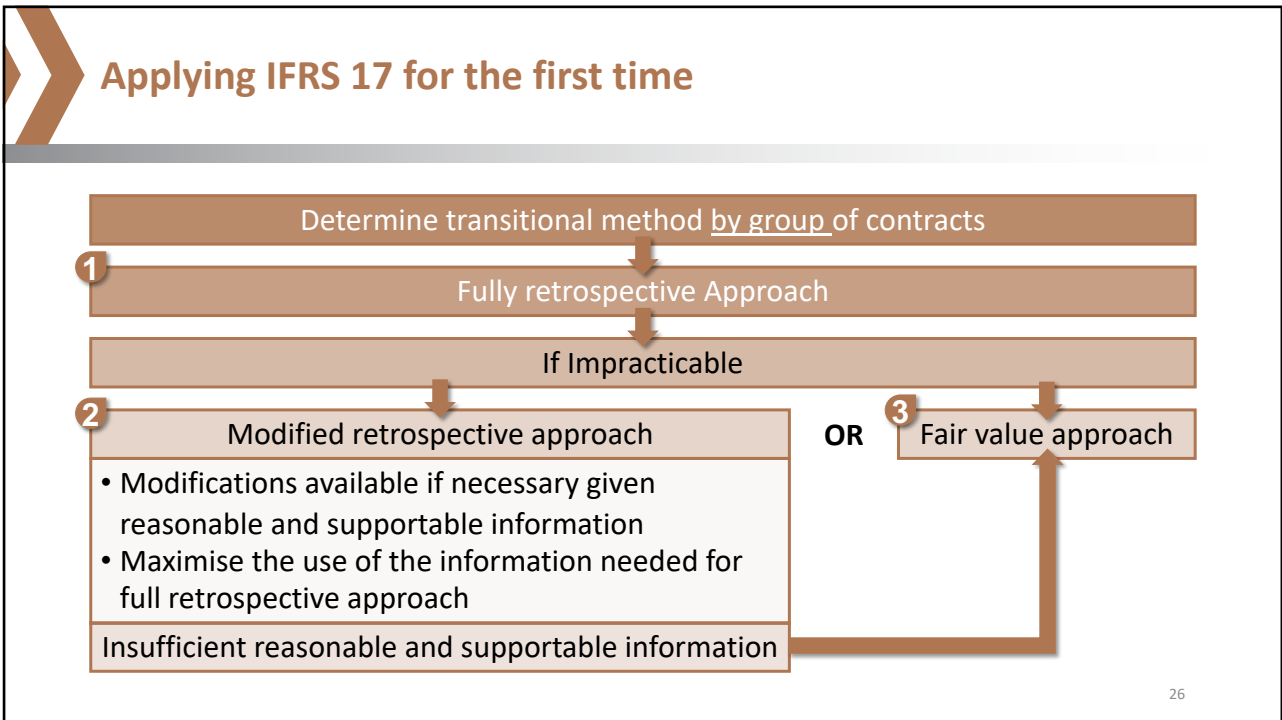 Applying IFRS 17 for the first time
Determine transitional method by group of contracts
1
Fully retrospective Approach
If Impracticable
2
Modified retrospective approach
OR
3
Fair value approach
• Modifications available if necessary given
reasonable and supportable information
• Maximise the use of the information needed for
full retrospective approach
Insufficient reasonable and supportable information
26